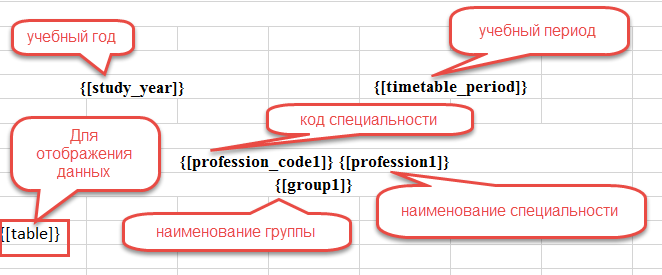 учебный год
учебный период
{[study_year]}
{[timetable_period]}
код специальности
Для
отображения
данных
{[profession_code1]} {[profession1]}
{[group1]}
наименование специальности
наименование группы
{[table]}